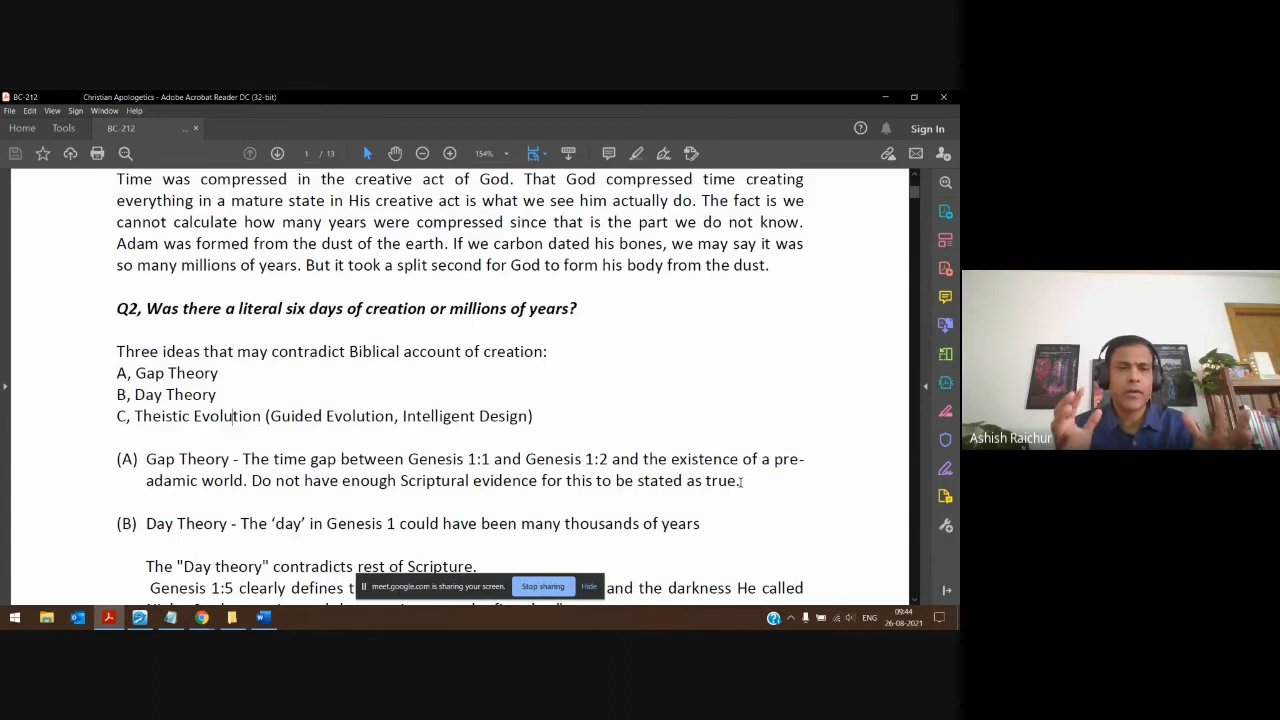 BC-212 Christian Apologetics - Adobe Acrobat Reader DC (32-bit)
File Edit View Sign Window Help
Home Tools BC-212 ... × Sign In
1 / 13 154%
Time was compressed in the creative act of God. That God compressed time creating
everything in a mature state in His creative act is what we see him actually do. The fact is we
cannot calculate how many years were compressed since that is the part we do not know.
Adam was formed from the dust of the earth. If we carbon dated his bones, we may say it was
so many millions of years. But it took a split second for God to form his body from the dust.
Q2, Was there a literal six days of creation or millions of years?
Three ideas that may contradict Biblical account of creation:
A, Gap Theory
B, Day Theory
C, Theistic Evolution (Guided Evolution, Intelligent Design)
(A) Gap Theory - The time gap between Genesis 1:1 and Genesis 1:2 and the existence of a pre-
adamic world. Do not have enough Scriptural evidence for this to be stated as true.
(B) Day Theory - The ‘day’ in Genesis 1 could have been many thousands of years
The "Day theory" contradicts rest of Scripture.
Genesis 1:5 clearly defines t and the darkness He called
meet.google.com is sharing your screen. Stop sharing Hide
ENG 09:44
26-08-2021
Ashish Raichur